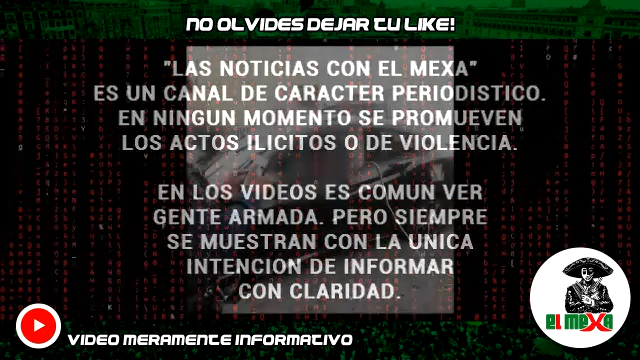 NO OLVIDES DEJAR TU LIKE!
"LAS NOTICIAS CON EL MEXA"
ES UN CANAL DE CARACTER PERIODISTICO.
EN NINGUN MOMENTO SE PROMUEVEN
LOS ACTOS ILICITOS O DE VIOLENCIA.
EN LOS VIDEOS ES COMUN VER
GENTE ARMADA. PERO SIEMPRE
SE MUESTRAN CON LA UNICA
INTENCION DE INFORMAR
CON CLARIDAD.
EL MEXA
VIDEO MERAMENTE INFORMATIVO